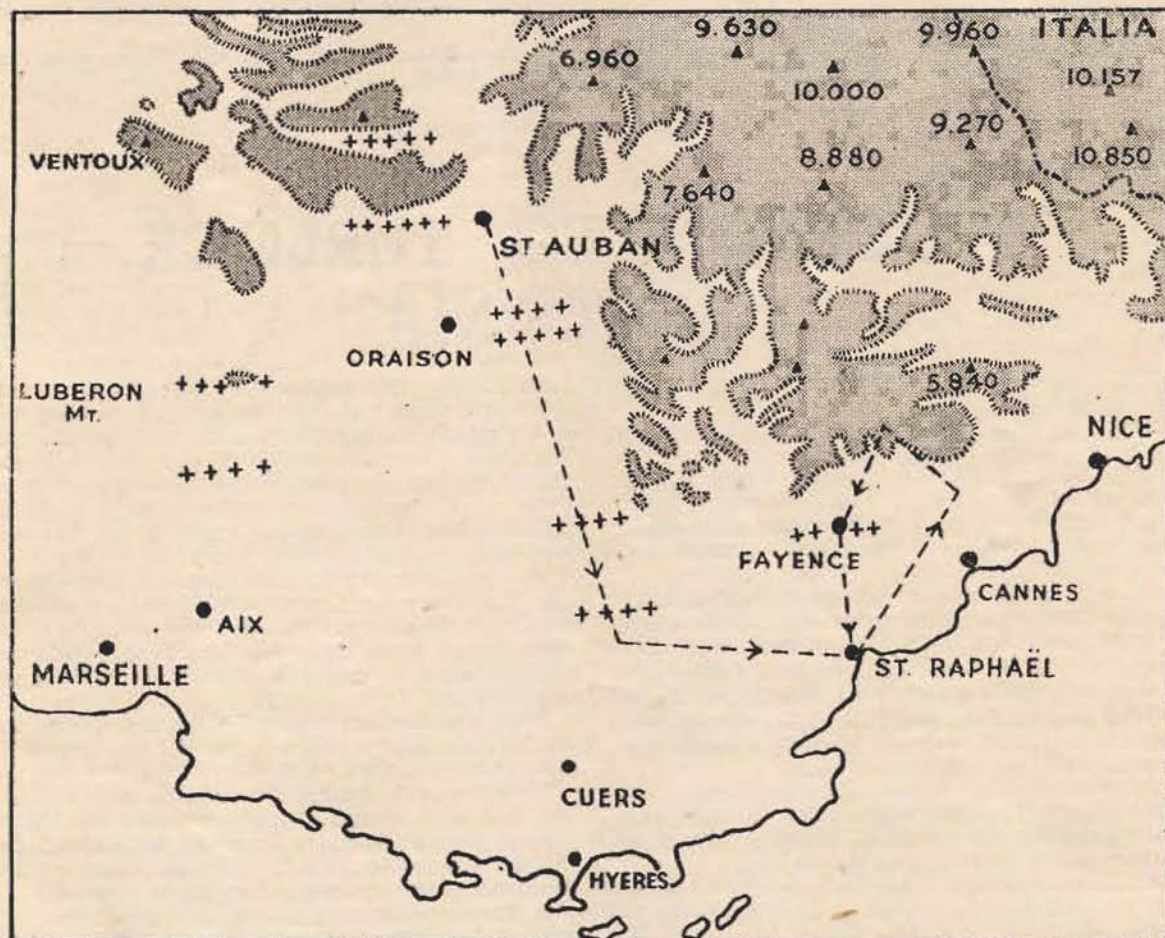 9.630
9.960
ITALIA
6.960
10.000
10.157
9.270
VENTOUX
8.880
10.850
7.640
ST AUBAN
ORAISON
LUBERON
MT.
5.840
NICE
FAYENCE
CANNES
AIX
MARSEILLE
ST. RAPHAËL
CUERS
HYERES